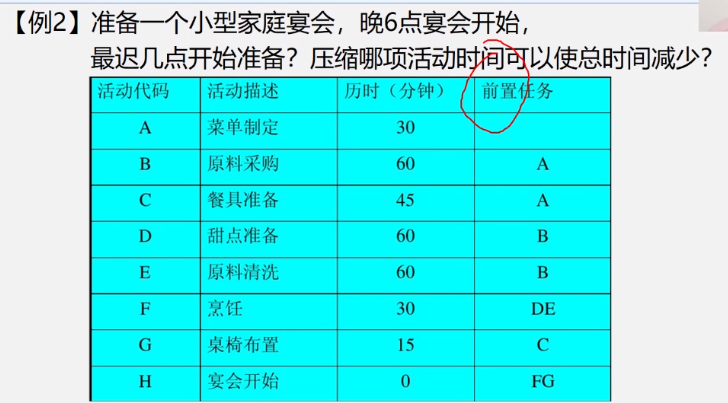 【例2】准备一个小型家庭宴会，晚6点宴会开始，
最迟几点开始准备？压缩哪项活动时间可以使总时间减少？
活动代码 活动描述 历时（分钟） 前置任务
A 菜单制定 30
B 原料采购 60 A
C 餐具准备 45 A
D 甜点准备 60 B
E 原料清洗 60 B
F 烹饪 30 DE
G 桌椅布置 15 C
H 宴会开始 0 FG